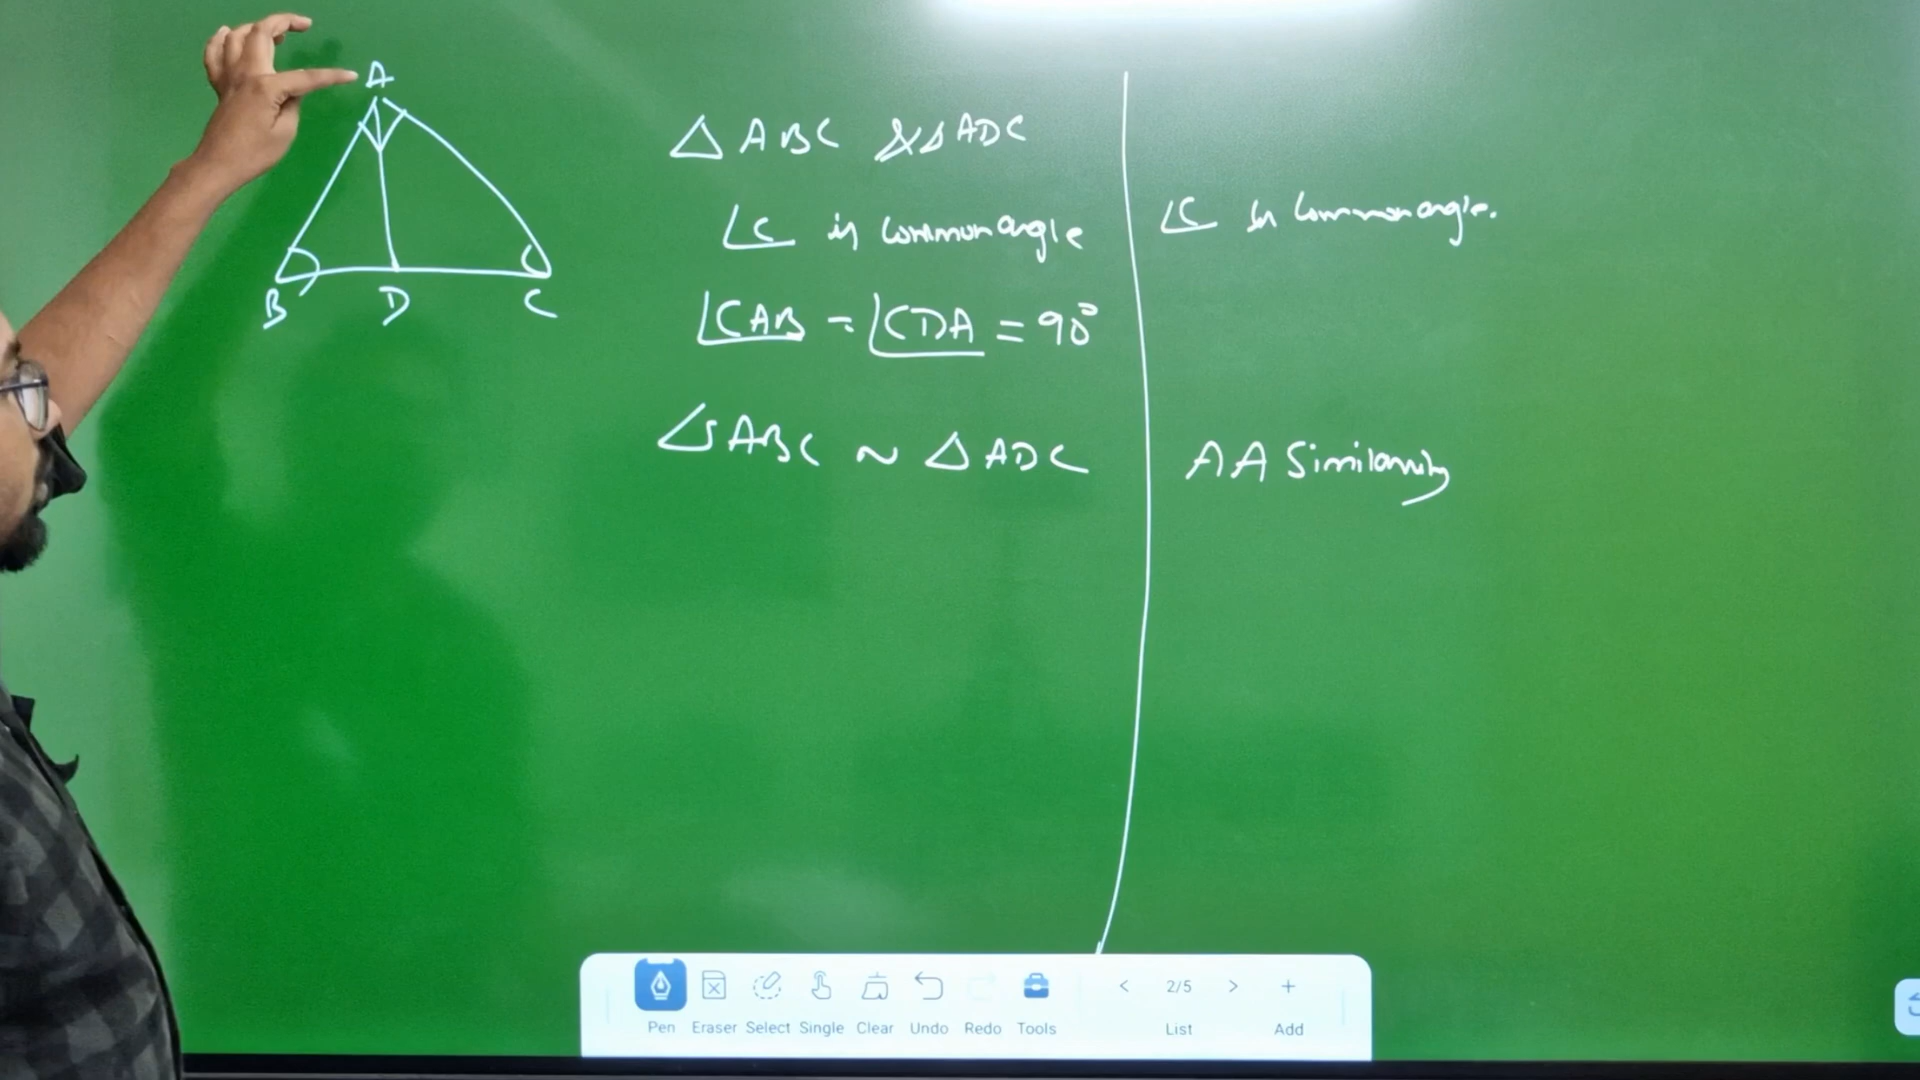 A
B D C
△ ABC & △ ADC
∠C is common angle
∠CAB = ∠CDA = 90°
△ ABC ~ △ ADC
∠C is common angle.
AA Similarity
Pen Eraser Select Single Clear Undo Redo Tools < 2/5 > List + Add